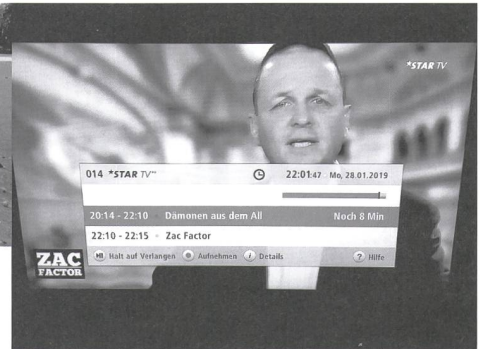 *STAR TV
014 *STAR TV™ 22:01:47 Mo, 28.01.2019
20:14 - 22:10 Dämonen aus dem All Noch 8 Min
22:10 - 22:15 Zac Factor
Halt auf Verlangen Aufnehmen i Details ? Hilfe
ZAC
FACTOR